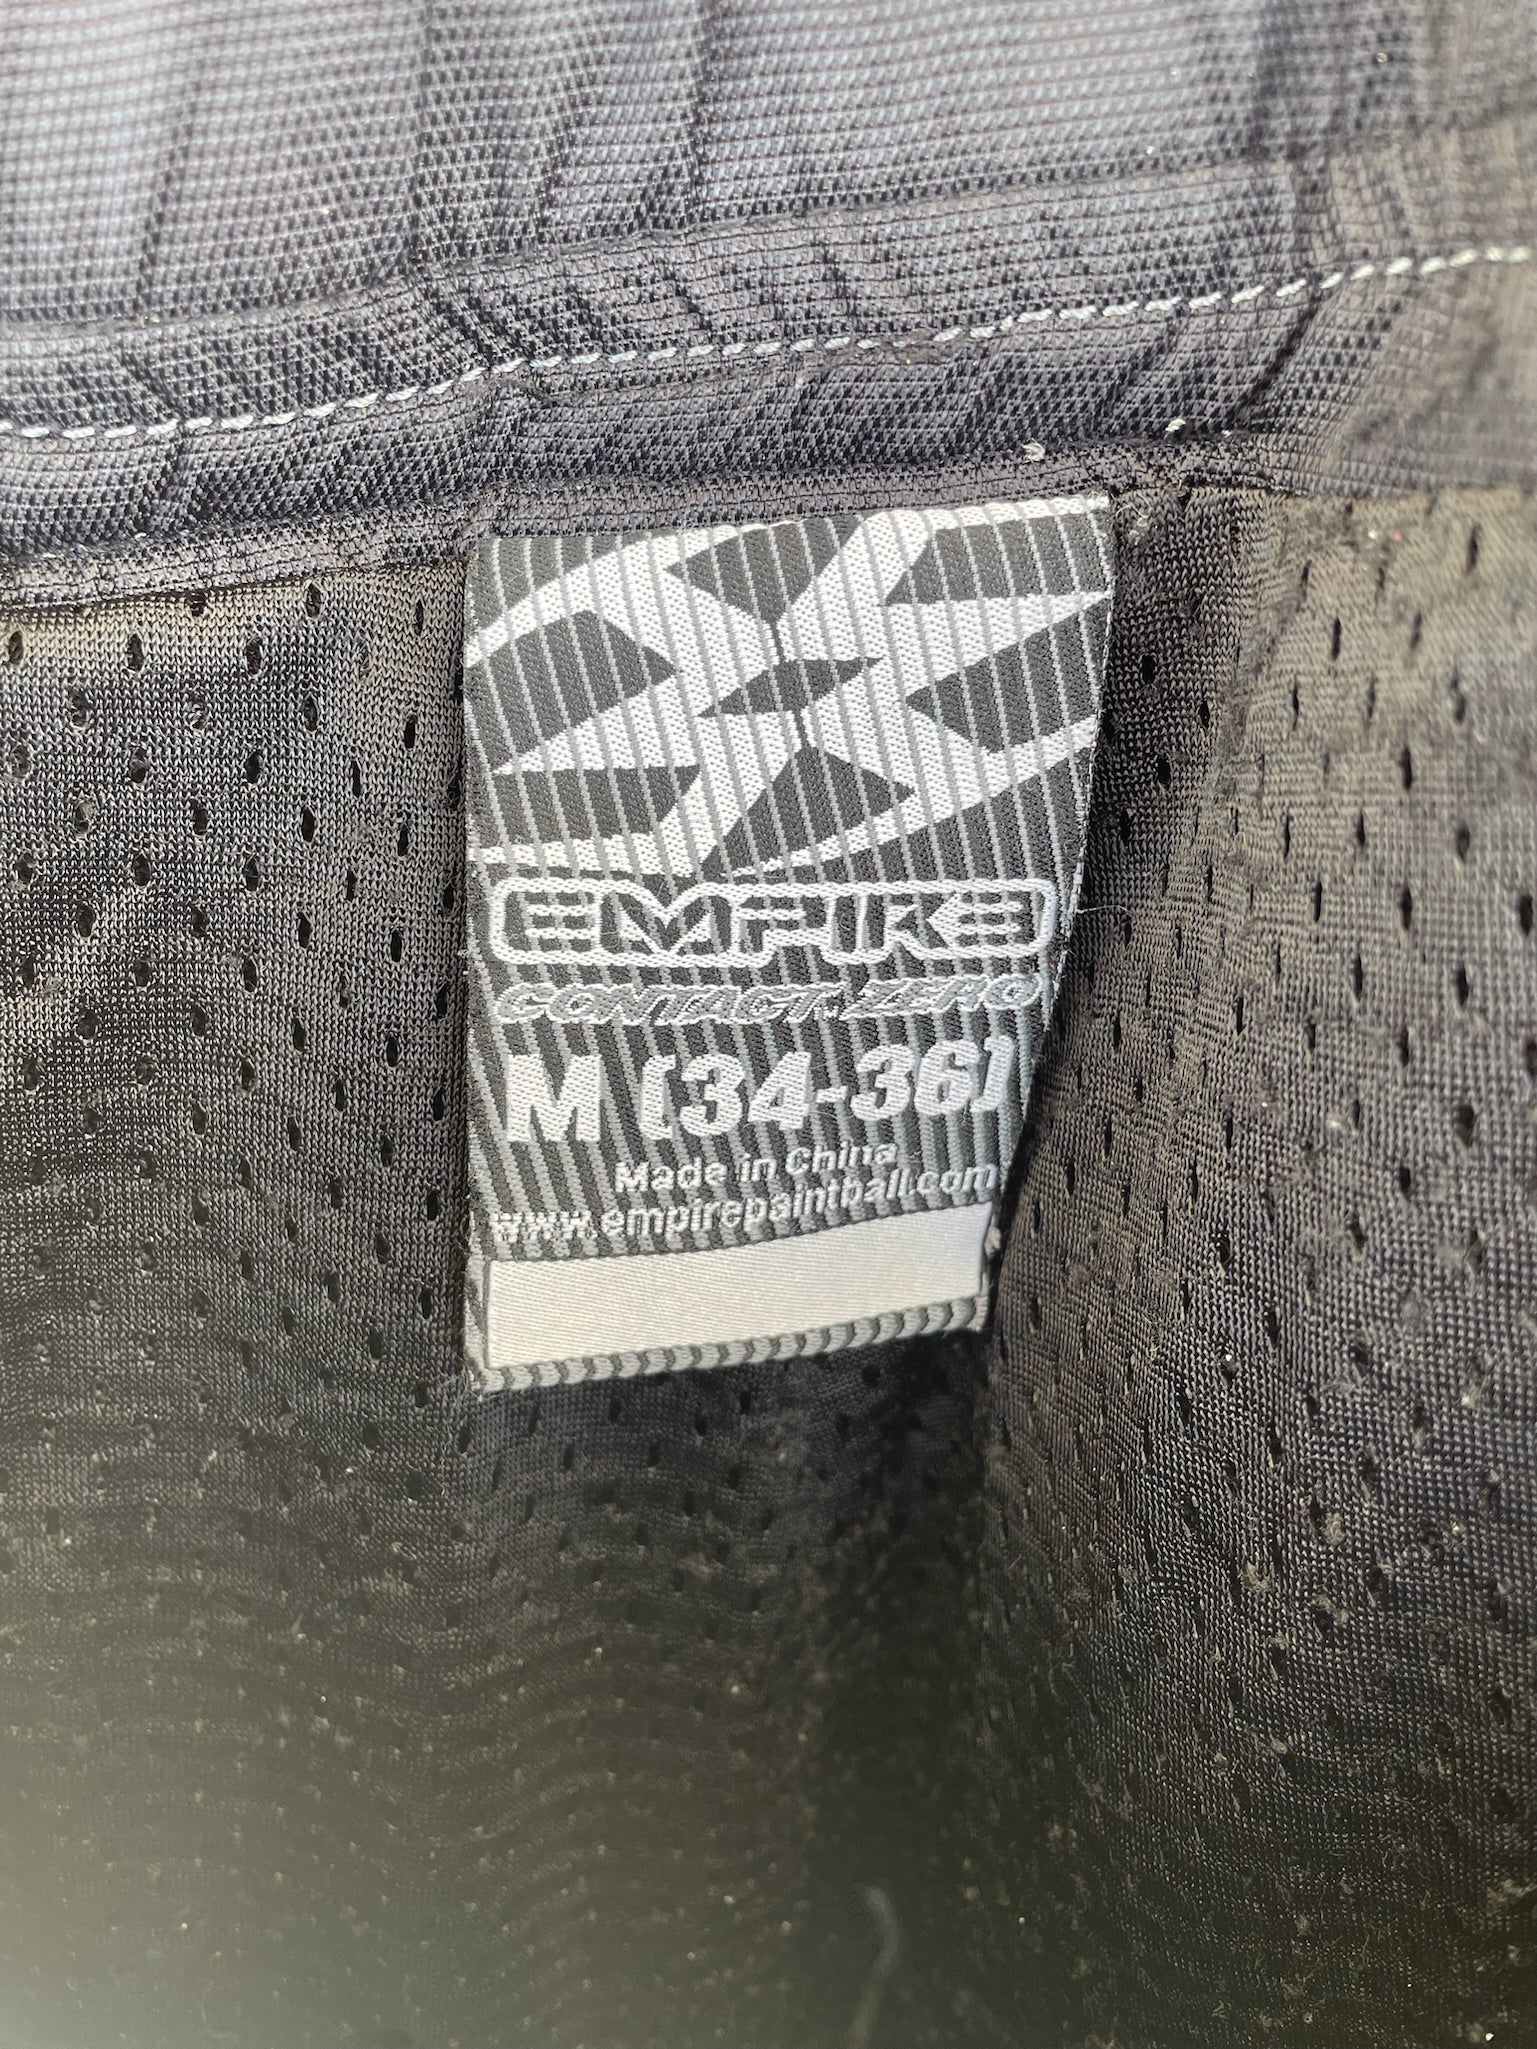 EMPIRE
CONTACT ZERO
M [34-36]
Made in China
www.empirepaintball.com